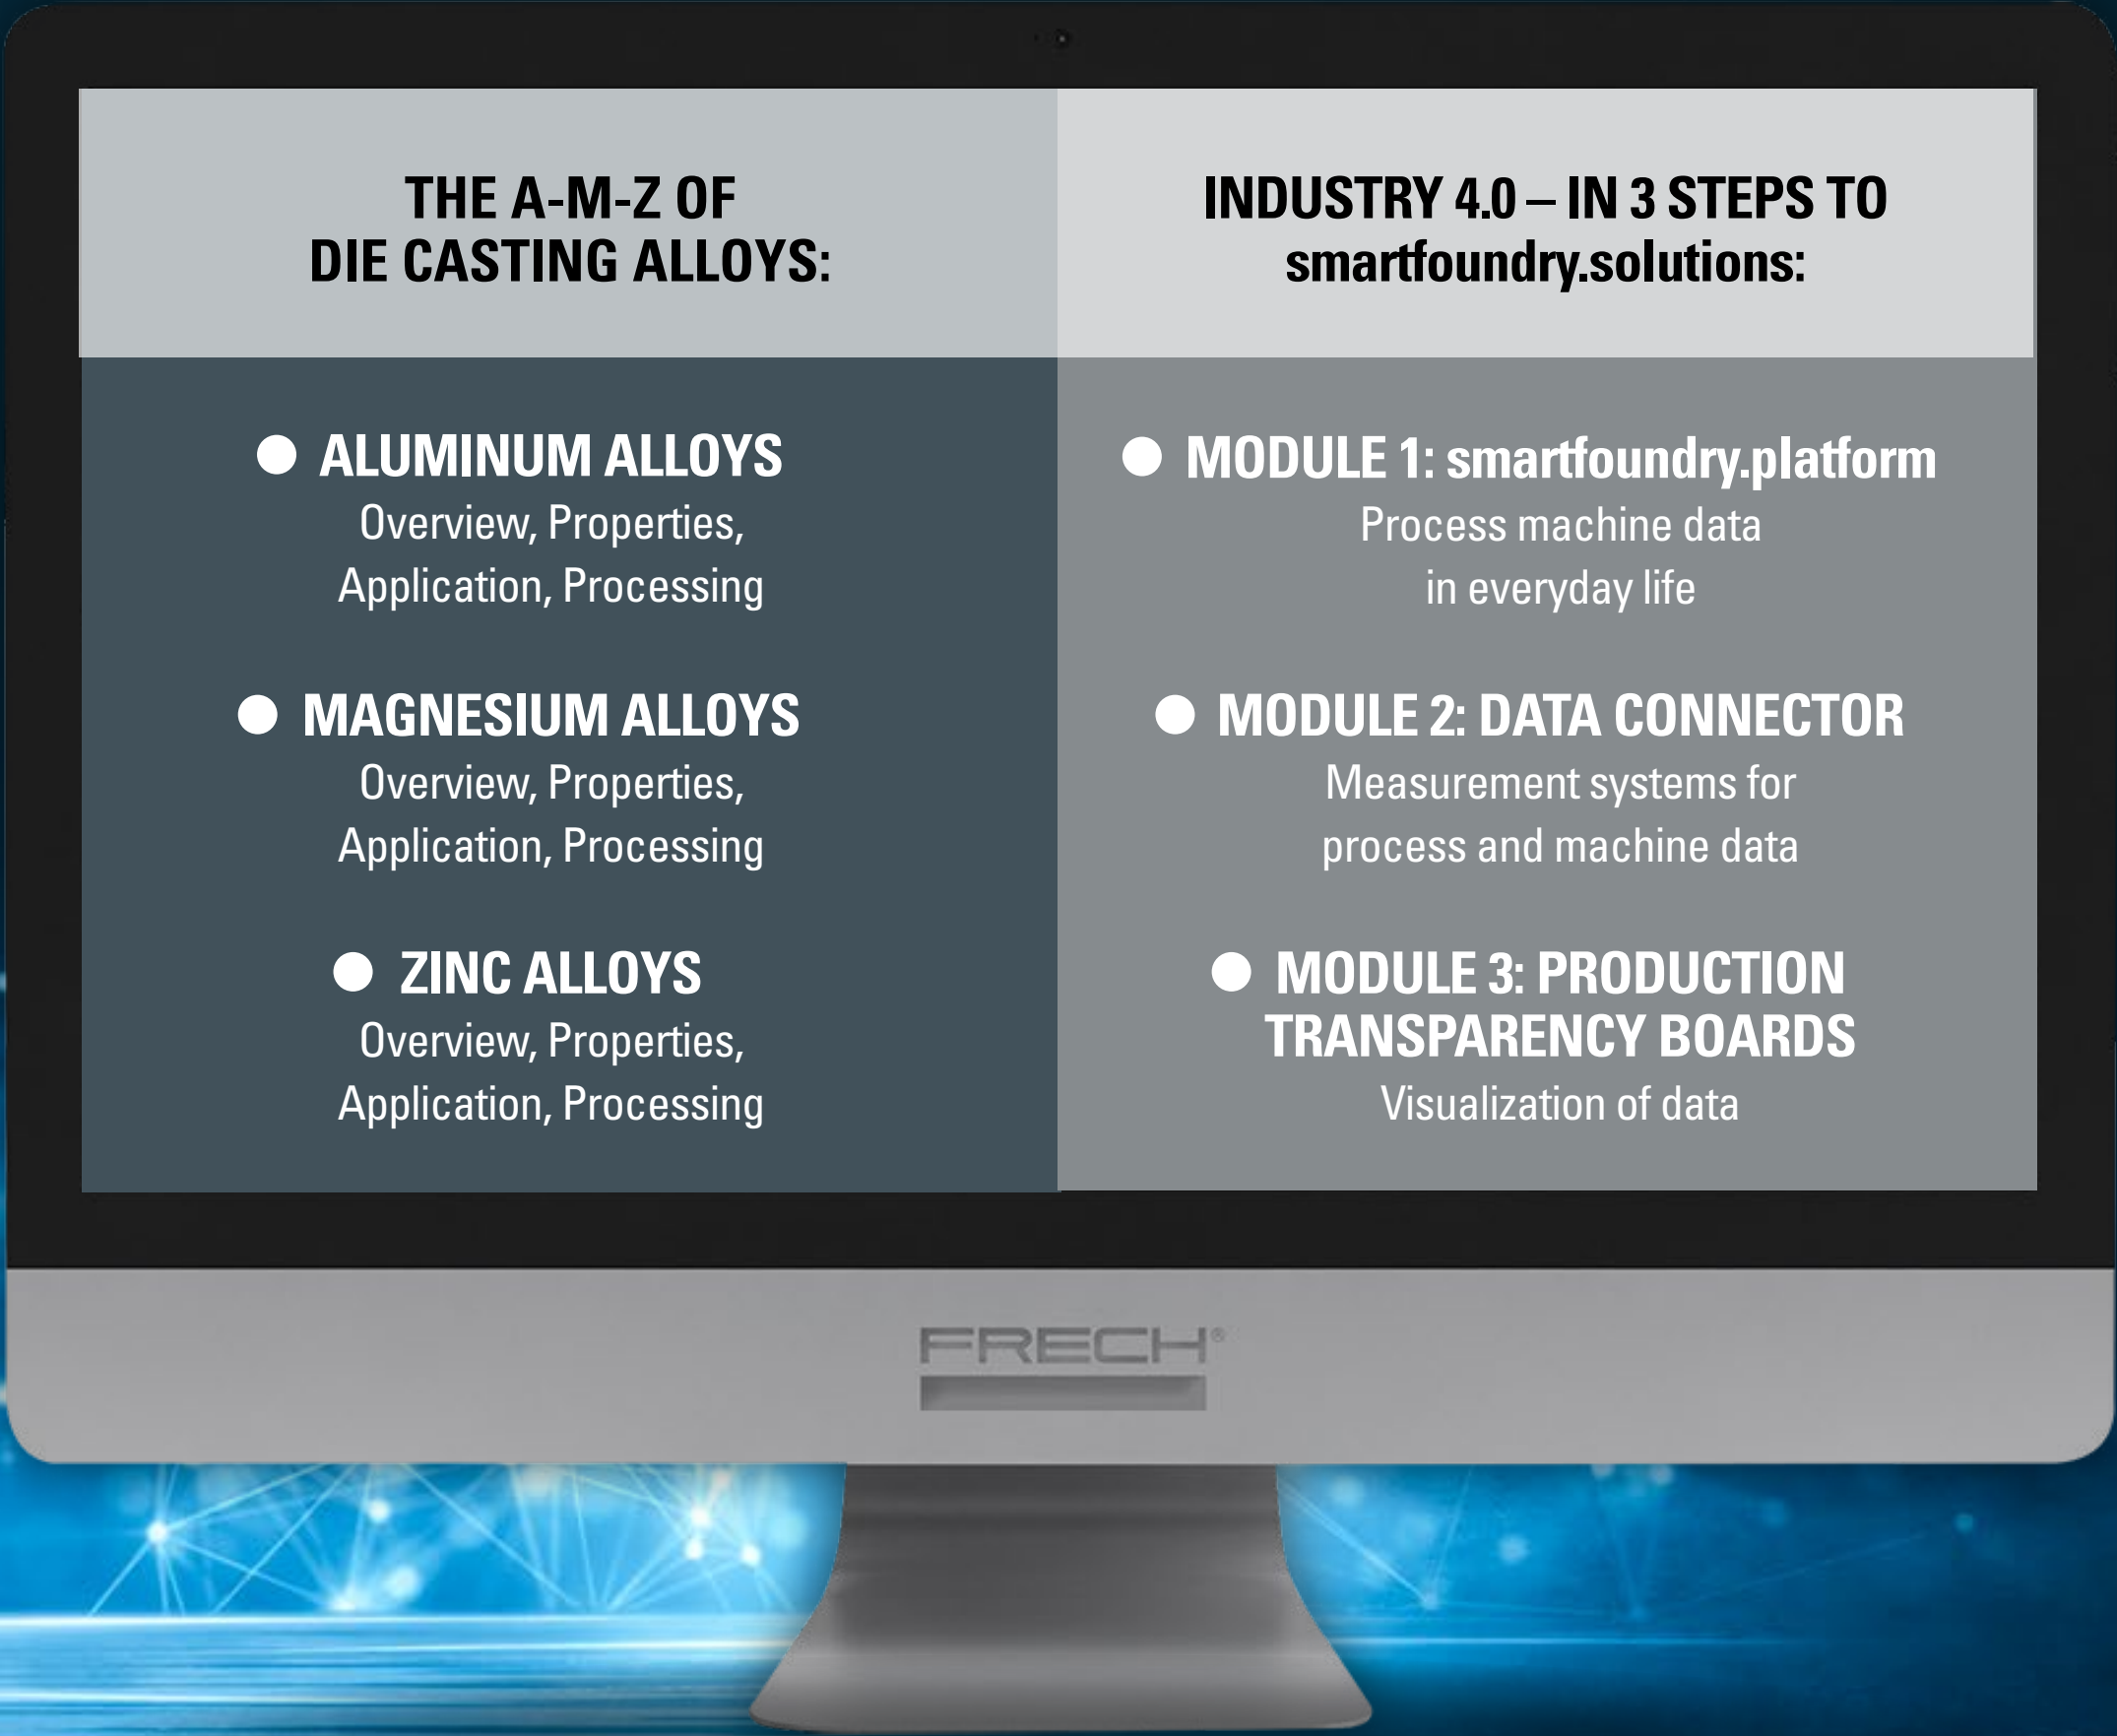 THE A-M-Z OF
DIE CASTING ALLOYS:
● ALUMINUM ALLOYS
Overview, Properties,
Application, Processing
● MAGNESIUM ALLOYS
Overview, Properties,
Application, Processing
● ZINC ALLOYS
Overview, Properties,
Application, Processing
INDUSTRY 4.0 – IN 3 STEPS TO
smartfoundry.solutions:
● MODULE 1: smartfoundry.platform
Process machine data
in everyday life
● MODULE 2: DATA CONNECTOR
Measurement systems for
process and machine data
● MODULE 3: PRODUCTION
TRANSPARENCY BOARDS
Visualization of data
FRECH®